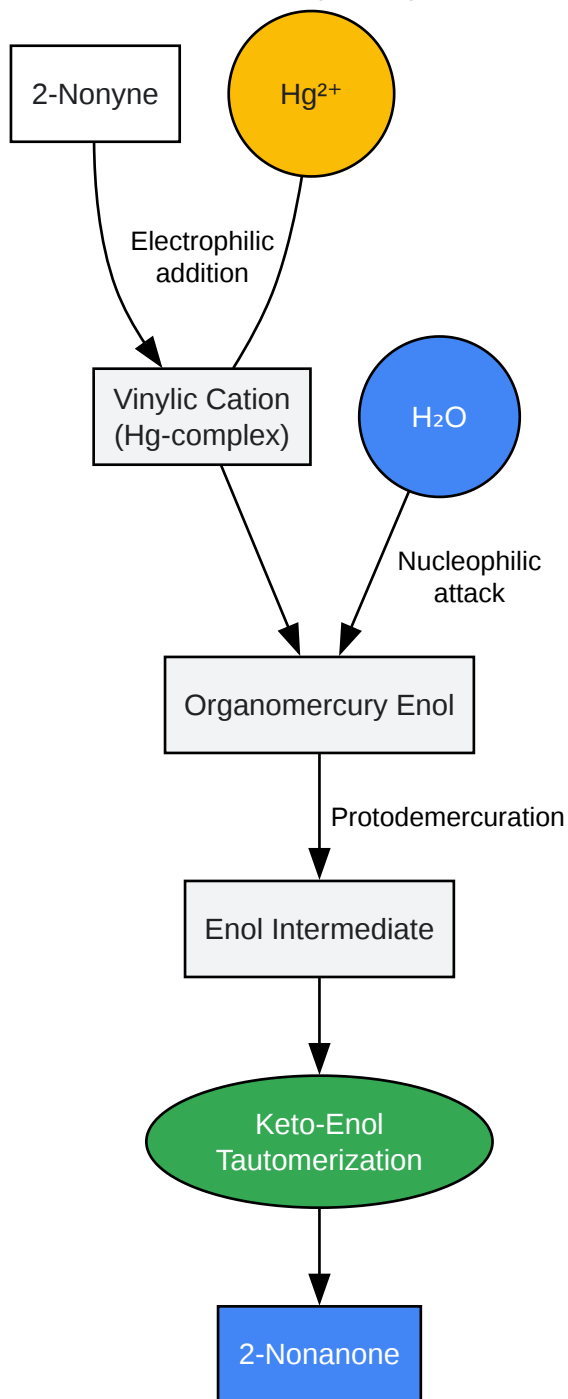 2-Nonyne
Hg²⁺
Electrophilic
addition
Vinylic Cation
(Hg-complex)
H₂O
Nucleophilic
attack
Organomercury Enol
Protodemercuration
Enol Intermediate
Keto-Enol
Tautomerization
2-Nonanone